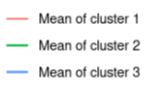 Mean of cluster 1
Mean of cluster 2
Mean of cluster 3